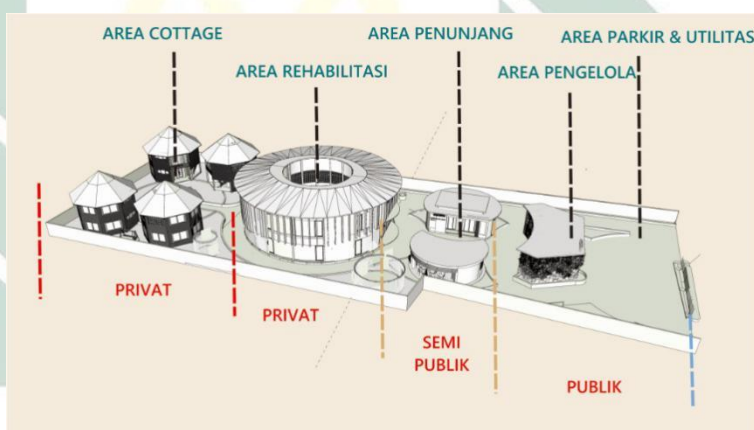 AREA COTTAGE
AREA REHABILITASI
AREA PENUNJANG
AREA PENGELOLA
AREA PARKIR & UTILITAS
PRIVAT
PRIVAT
SEMI
PUBLIK
PUBLIK